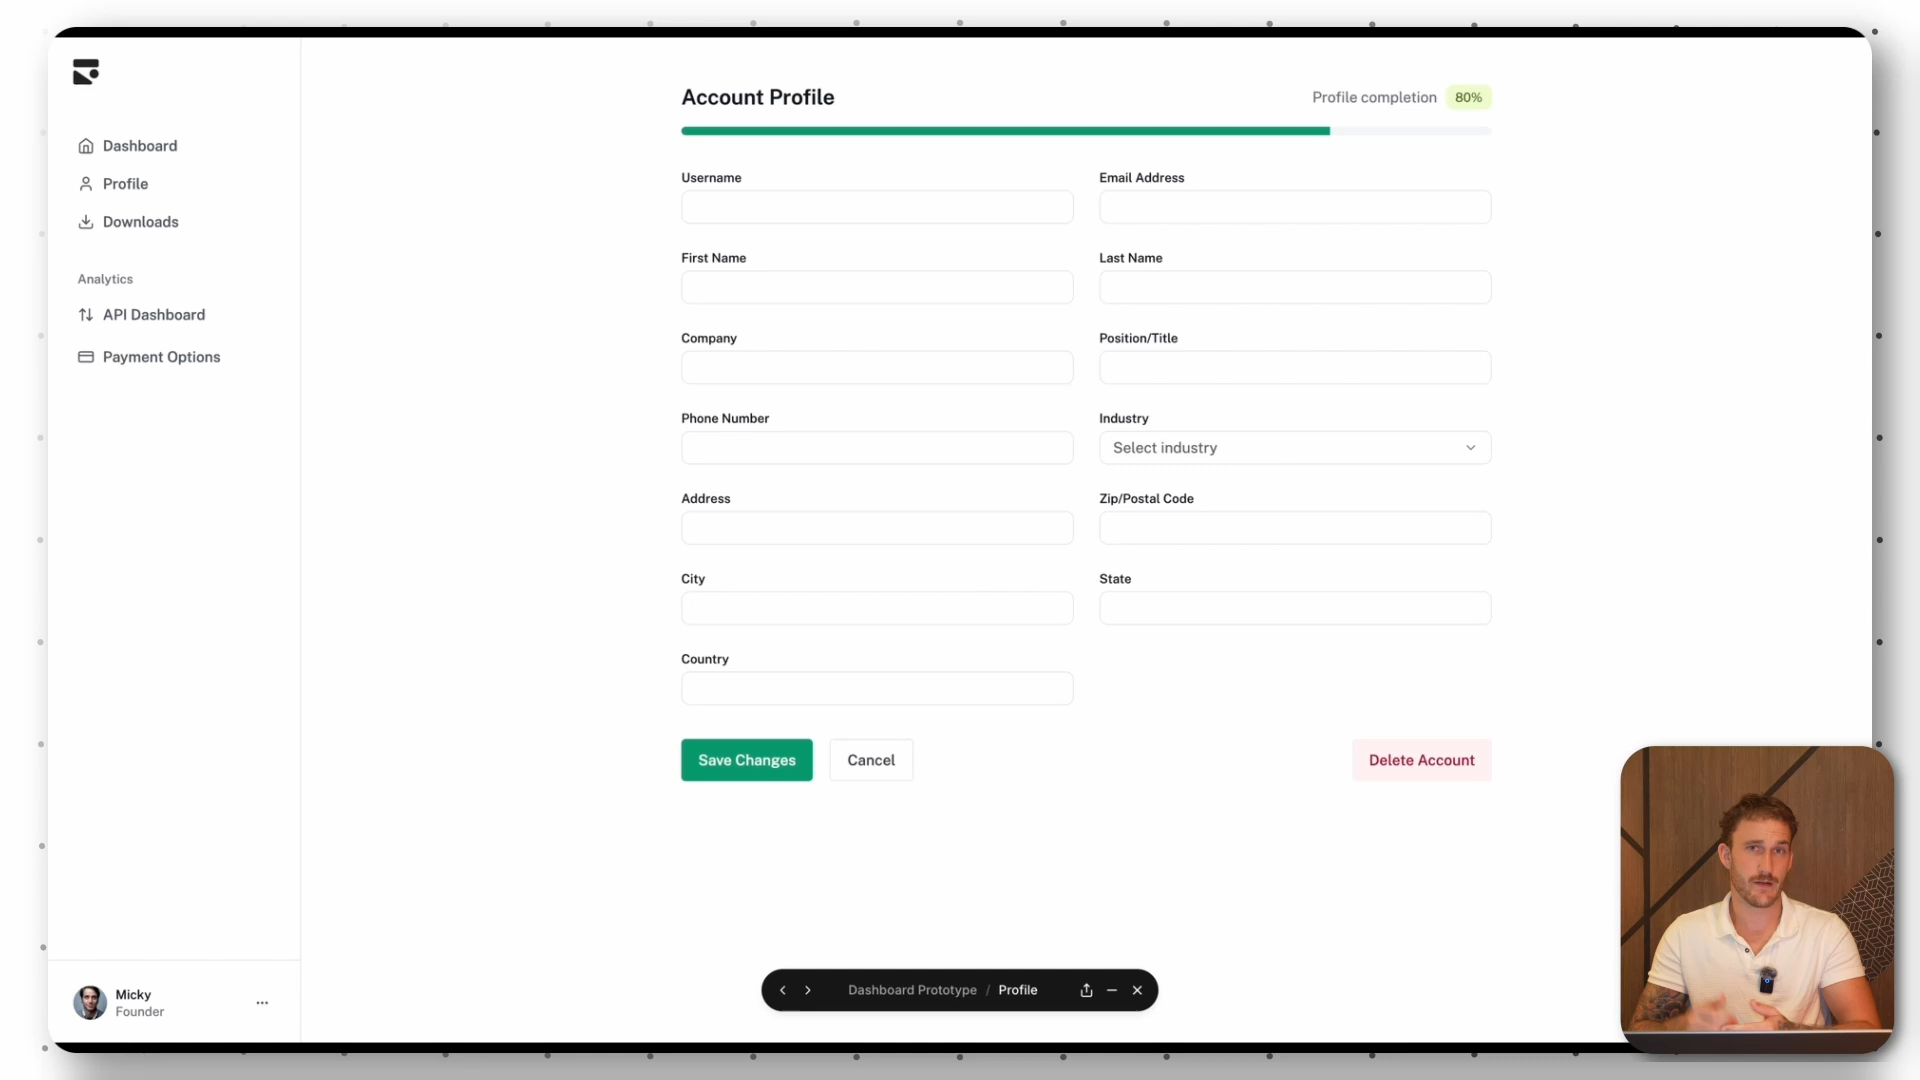 Dashboard
Profile
Downloads
Analytics
API Dashboard
Payment Options
Micky
Founder
Account Profile
Profile completion 80%
Username
Email Address
First Name
Last Name
Company
Position/Title
Phone Number
Industry
Select industry
Address
Zip/Postal Code
City
State
Country
Save Changes
Cancel
Delete Account
Dashboard Prototype / Profile